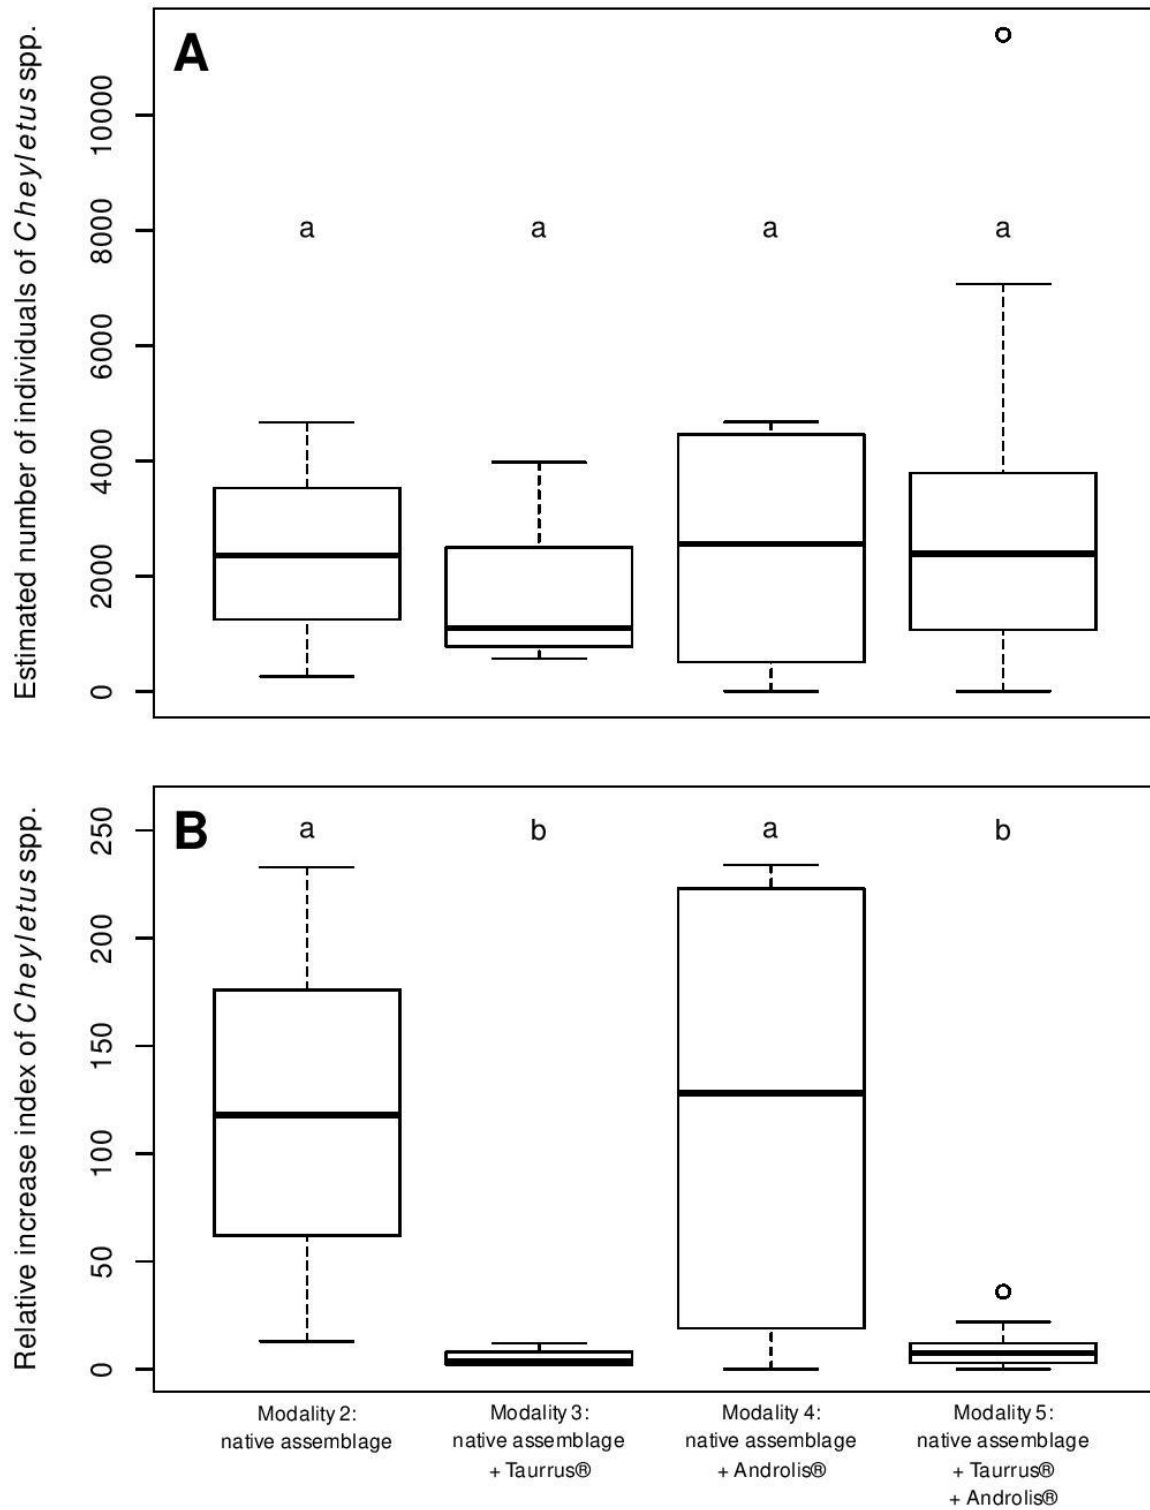 A
Estimated number of individuals of Cheyletus spp.
10000
8000
6000
4000
2000
0
a a a a
B
Relative increase index of Cheyletus spp.
250
200
150
100
50
0
a b a b
Modality 2:
native assemblage
Modality 3:
native assemblage
+ Taurrus®
Modality 4:
native assemblage
+ Androlis®
Modality 5:
native assemblage
+ Taurrus®
+ Androlis®